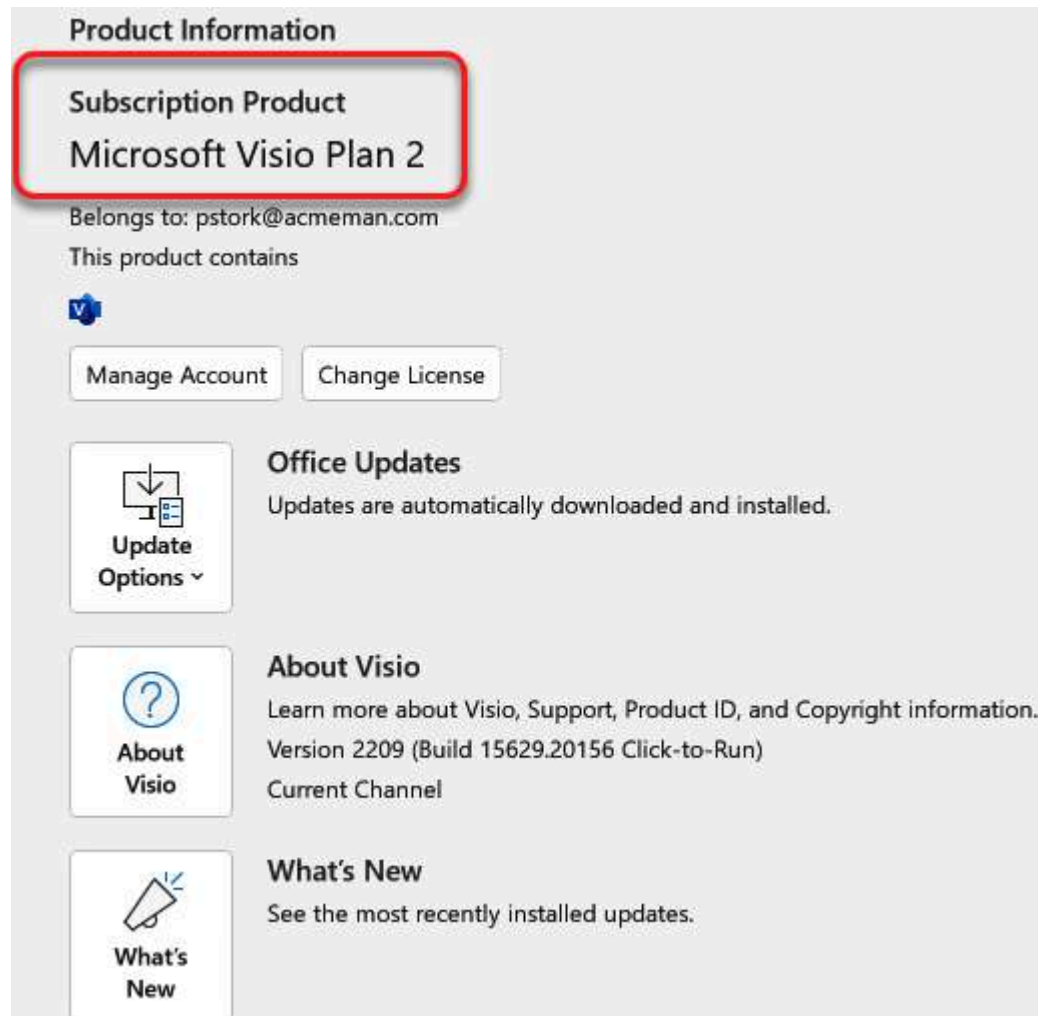 Product Information
Subscription Product
Microsoft Visio Plan 2
Belongs to: pstork@acmeman.com
This product contains
V
Manage Account
Change License
Update
Options
Office Updates
Updates are automatically downloaded and installed.
About
Visio
About Visio
Learn more about Visio, Support, Product ID, and Copyright information.
Version 2209 (Build 15629.20156 Click-to-Run)
Current Channel
What's
New
What's New
See the most recently installed updates.